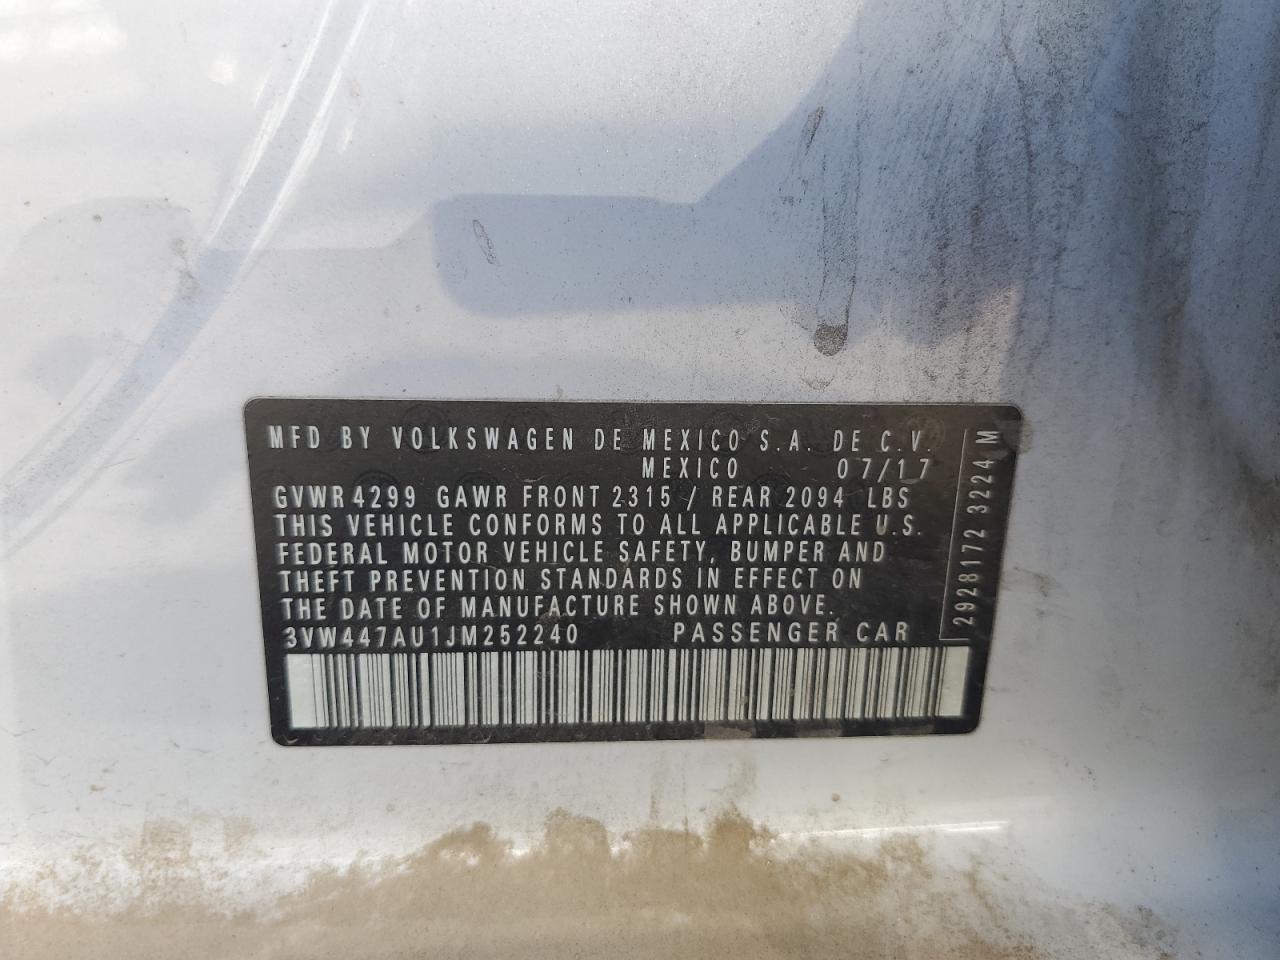 MFD BY VOLKSWAGEN DE MEXICO S.A. DE C.V.
MEXICO 07/17
GVWR 4299 GAWR FRONT 2315 / REAR 2094 LBS
THIS VEHICLE CONFORMS TO ALL APPLICABLE U.S.
FEDERAL MOTOR VEHICLE SAFETY, BUMPER AND
THEFT PREVENTION STANDARDS IN EFFECT ON
THE DATE OF MANUFACTURE SHOWN ABOVE.
3VW447AU1JM252240 PASSENGER CAR
2928172 3224 M